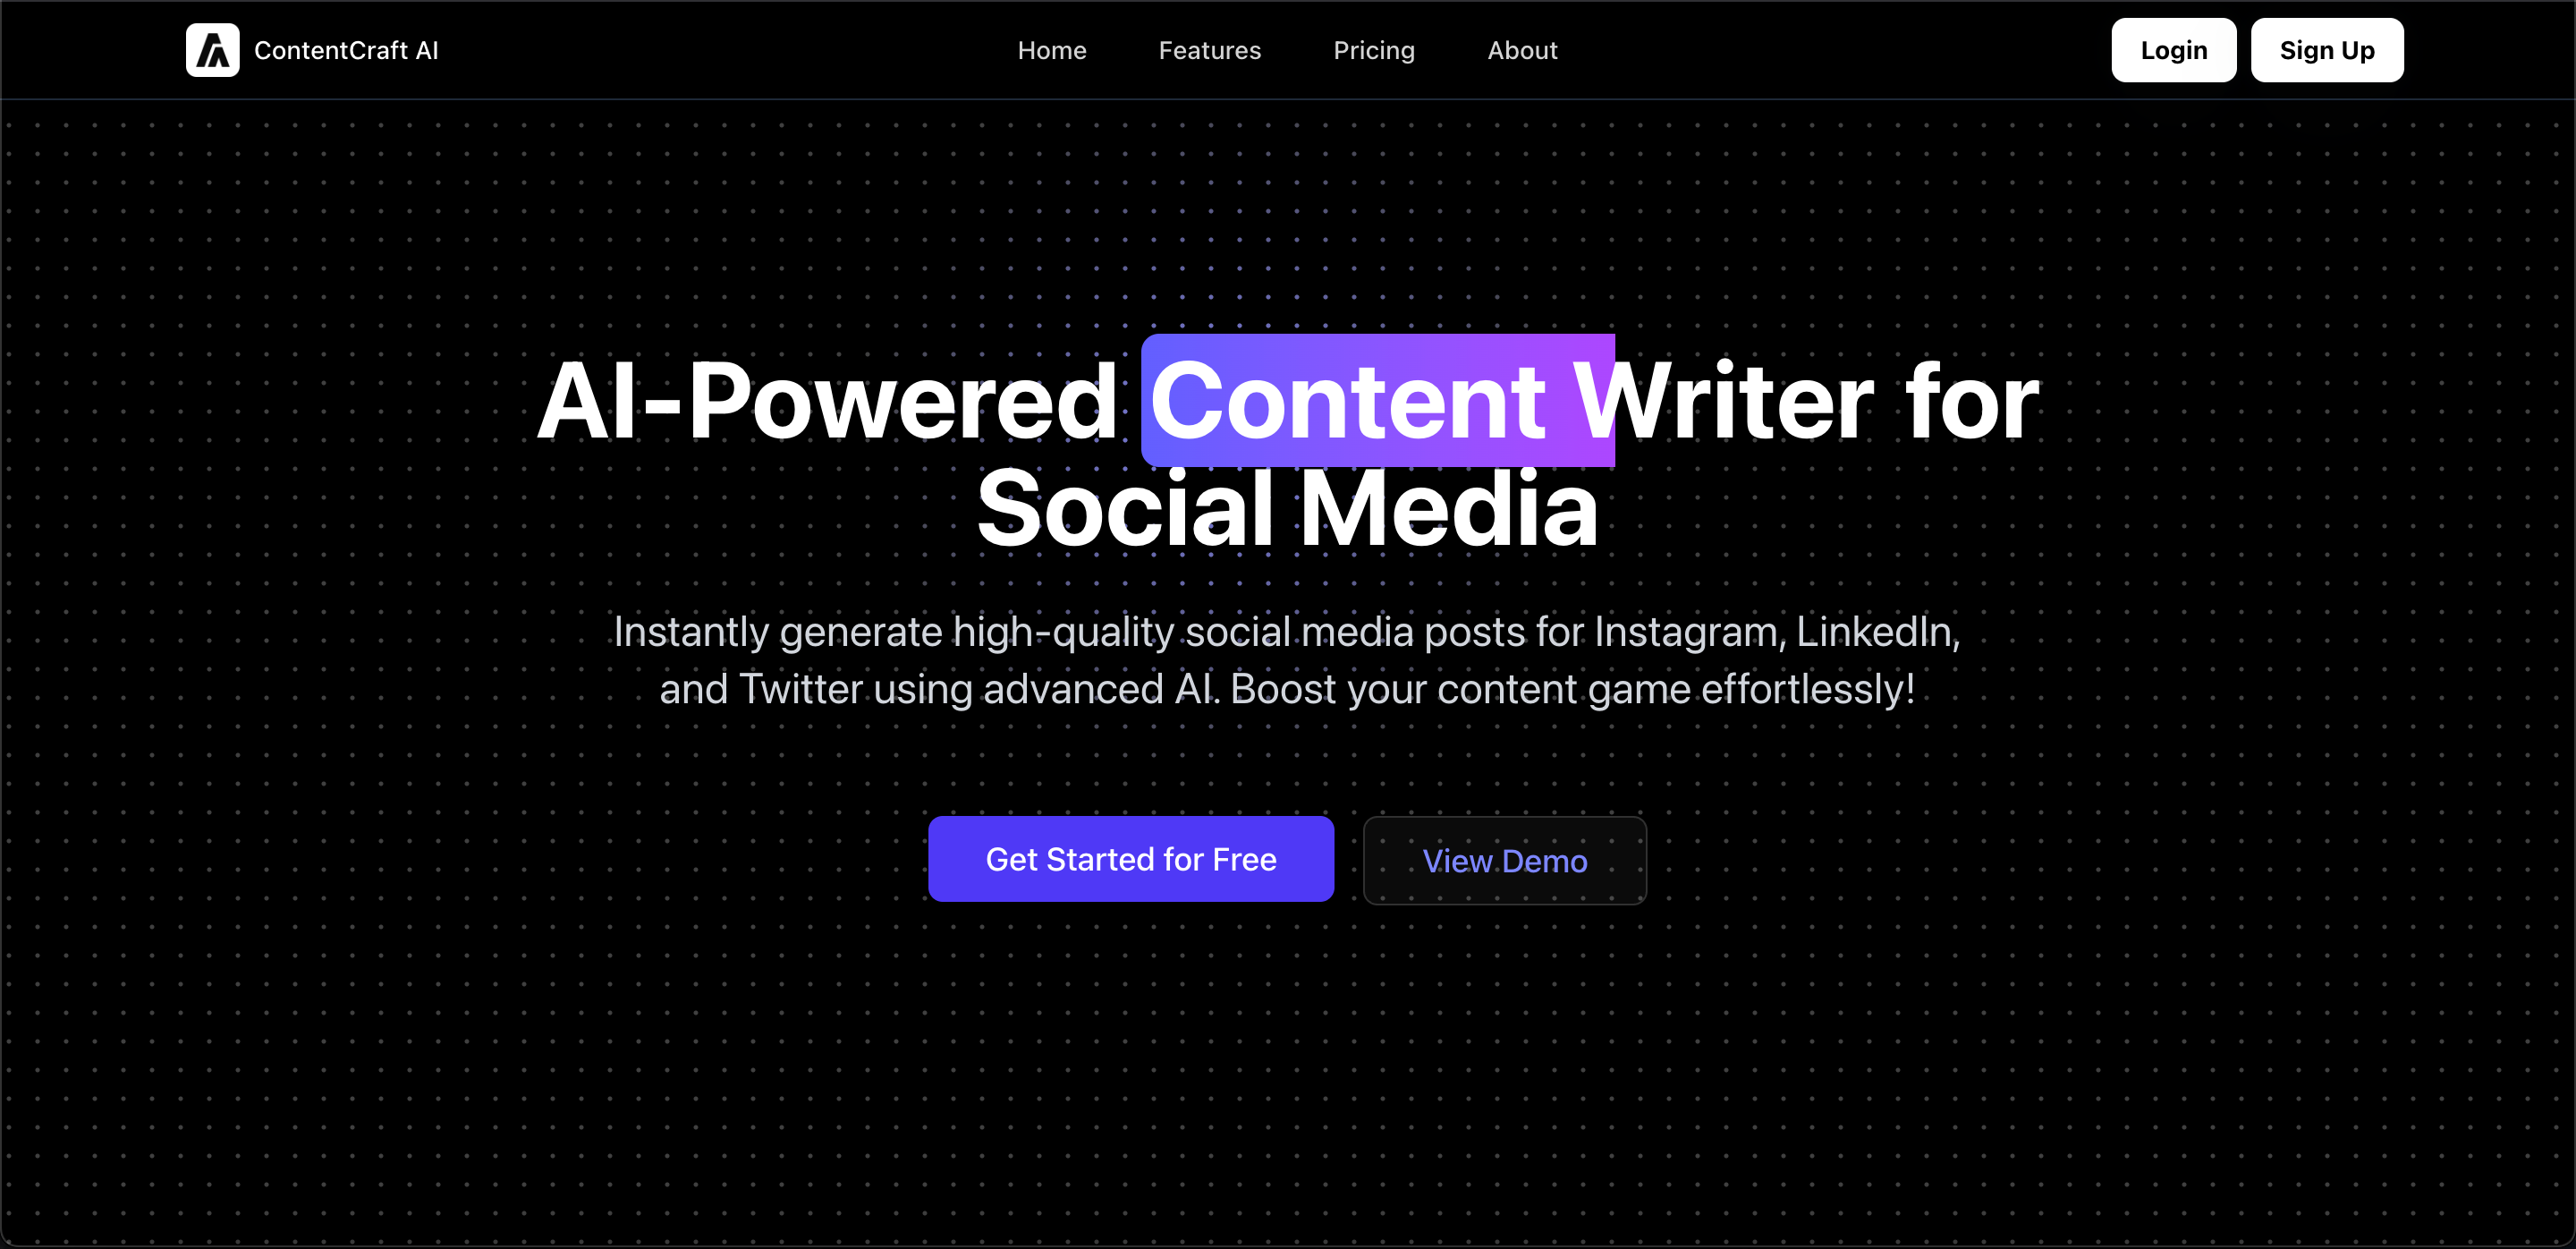 ContentCraft AI
Home
Features
Pricing
About
Login
Sign Up
AI-Powered Content Writer for
Social Media
Instantly generate high-quality social media posts for Instagram, LinkedIn,
and Twitter using advanced AI. Boost your content game effortlessly!
Get Started for Free
View Demo